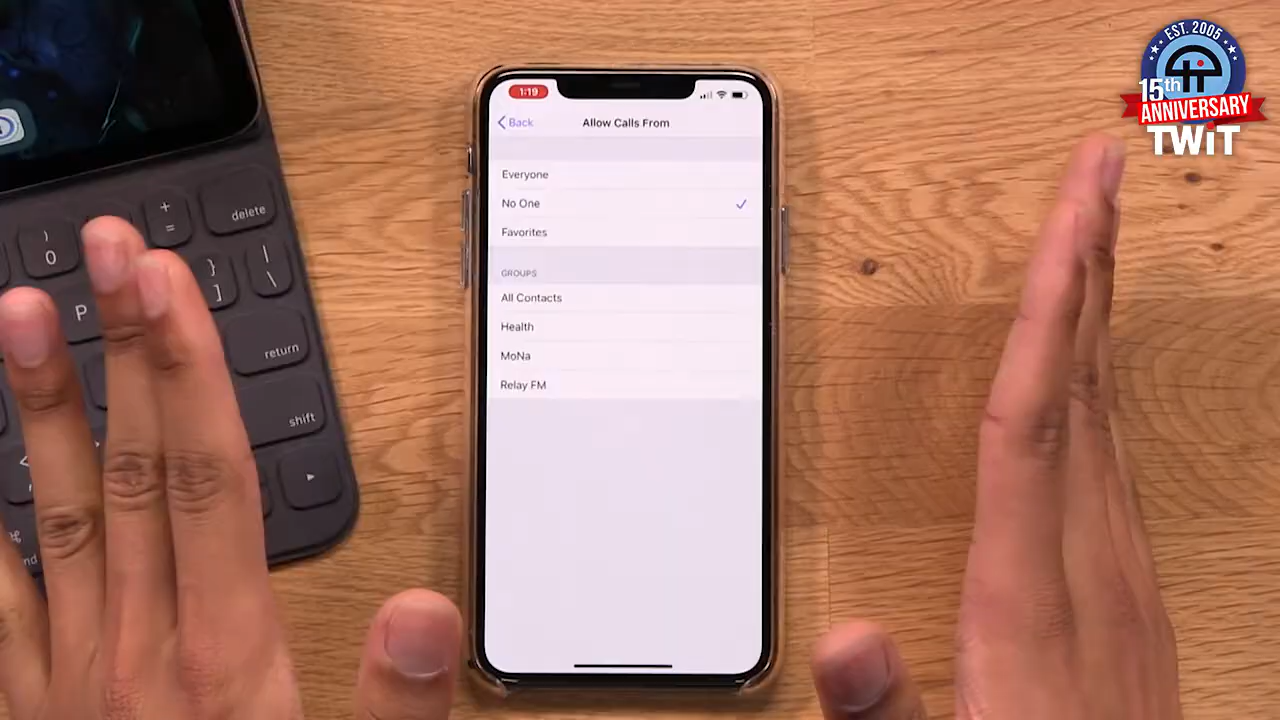 EST. 2005
15th
ANNIVERSARY
TWiT
1:19
Back
Allow Calls From
Everyone
No One
Favorites
GROUPS
All Contacts
Health
MoNa
Relay FM
+
=
delete
)
0
}
]
|
\
P
return
shift